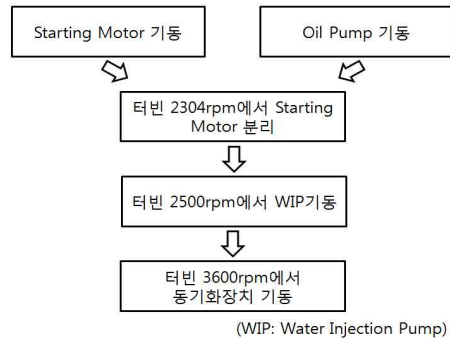 Starting Motor 기동
Oil Pump 기동
터빈 2304rpm에서 Starting
Motor 분리
터빈 2500rpm에서 WIP기동
터빈 3600rpm에서
동기화장치 기동
(WIP: Water Injection Pump)